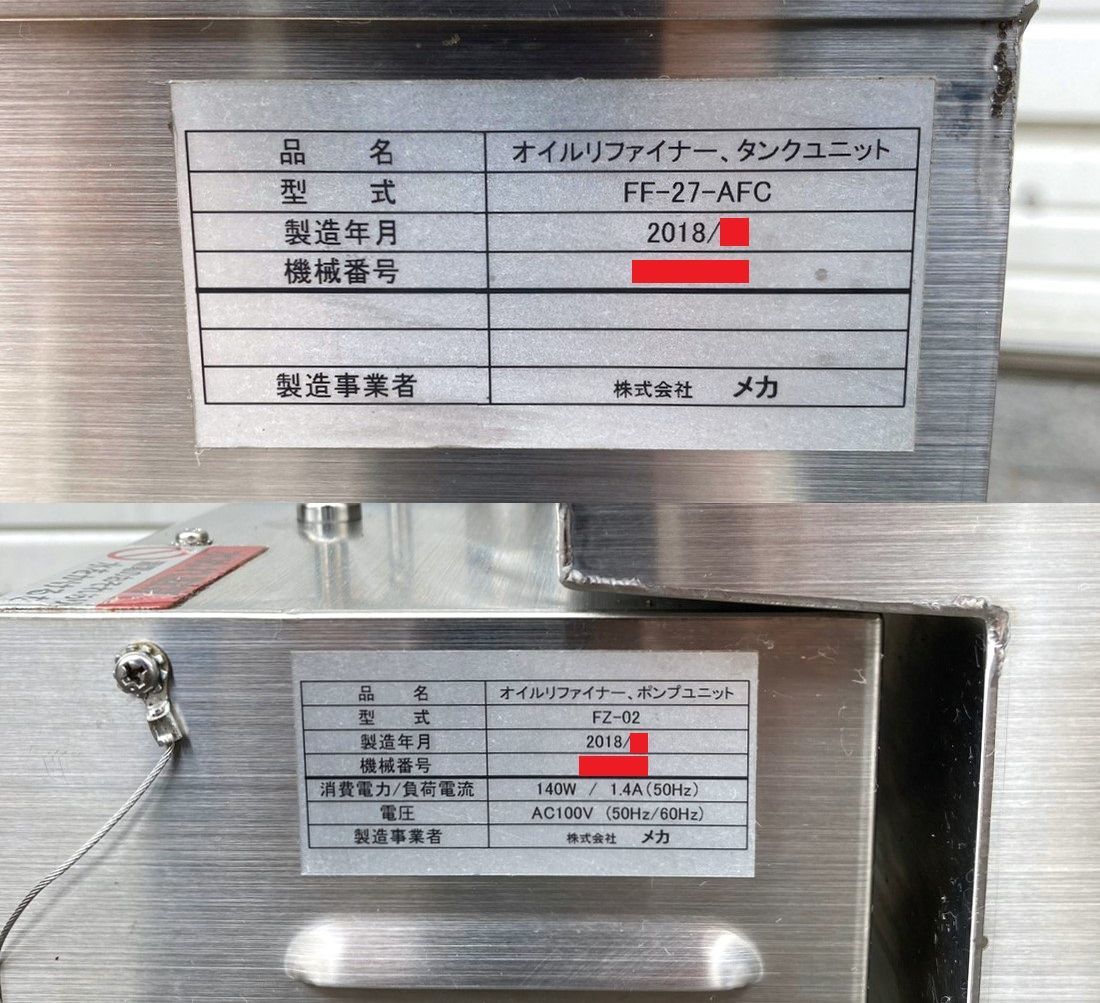 品 名 オイルリファイナー、タンクユニット
型 式 FF-27-AFC
製造年月 2018/
機械番号
製造事業者 株式会社 メカ
品 名 オイルリファイナー、ポンプユニット
型 式 FZ-02
製造年月 2018/
機械番号
消費電力/負荷電流 140W / 1.4A(50Hz)
電圧 AC100V (50Hz/60Hz)
製造事業者 株式会社 メカ